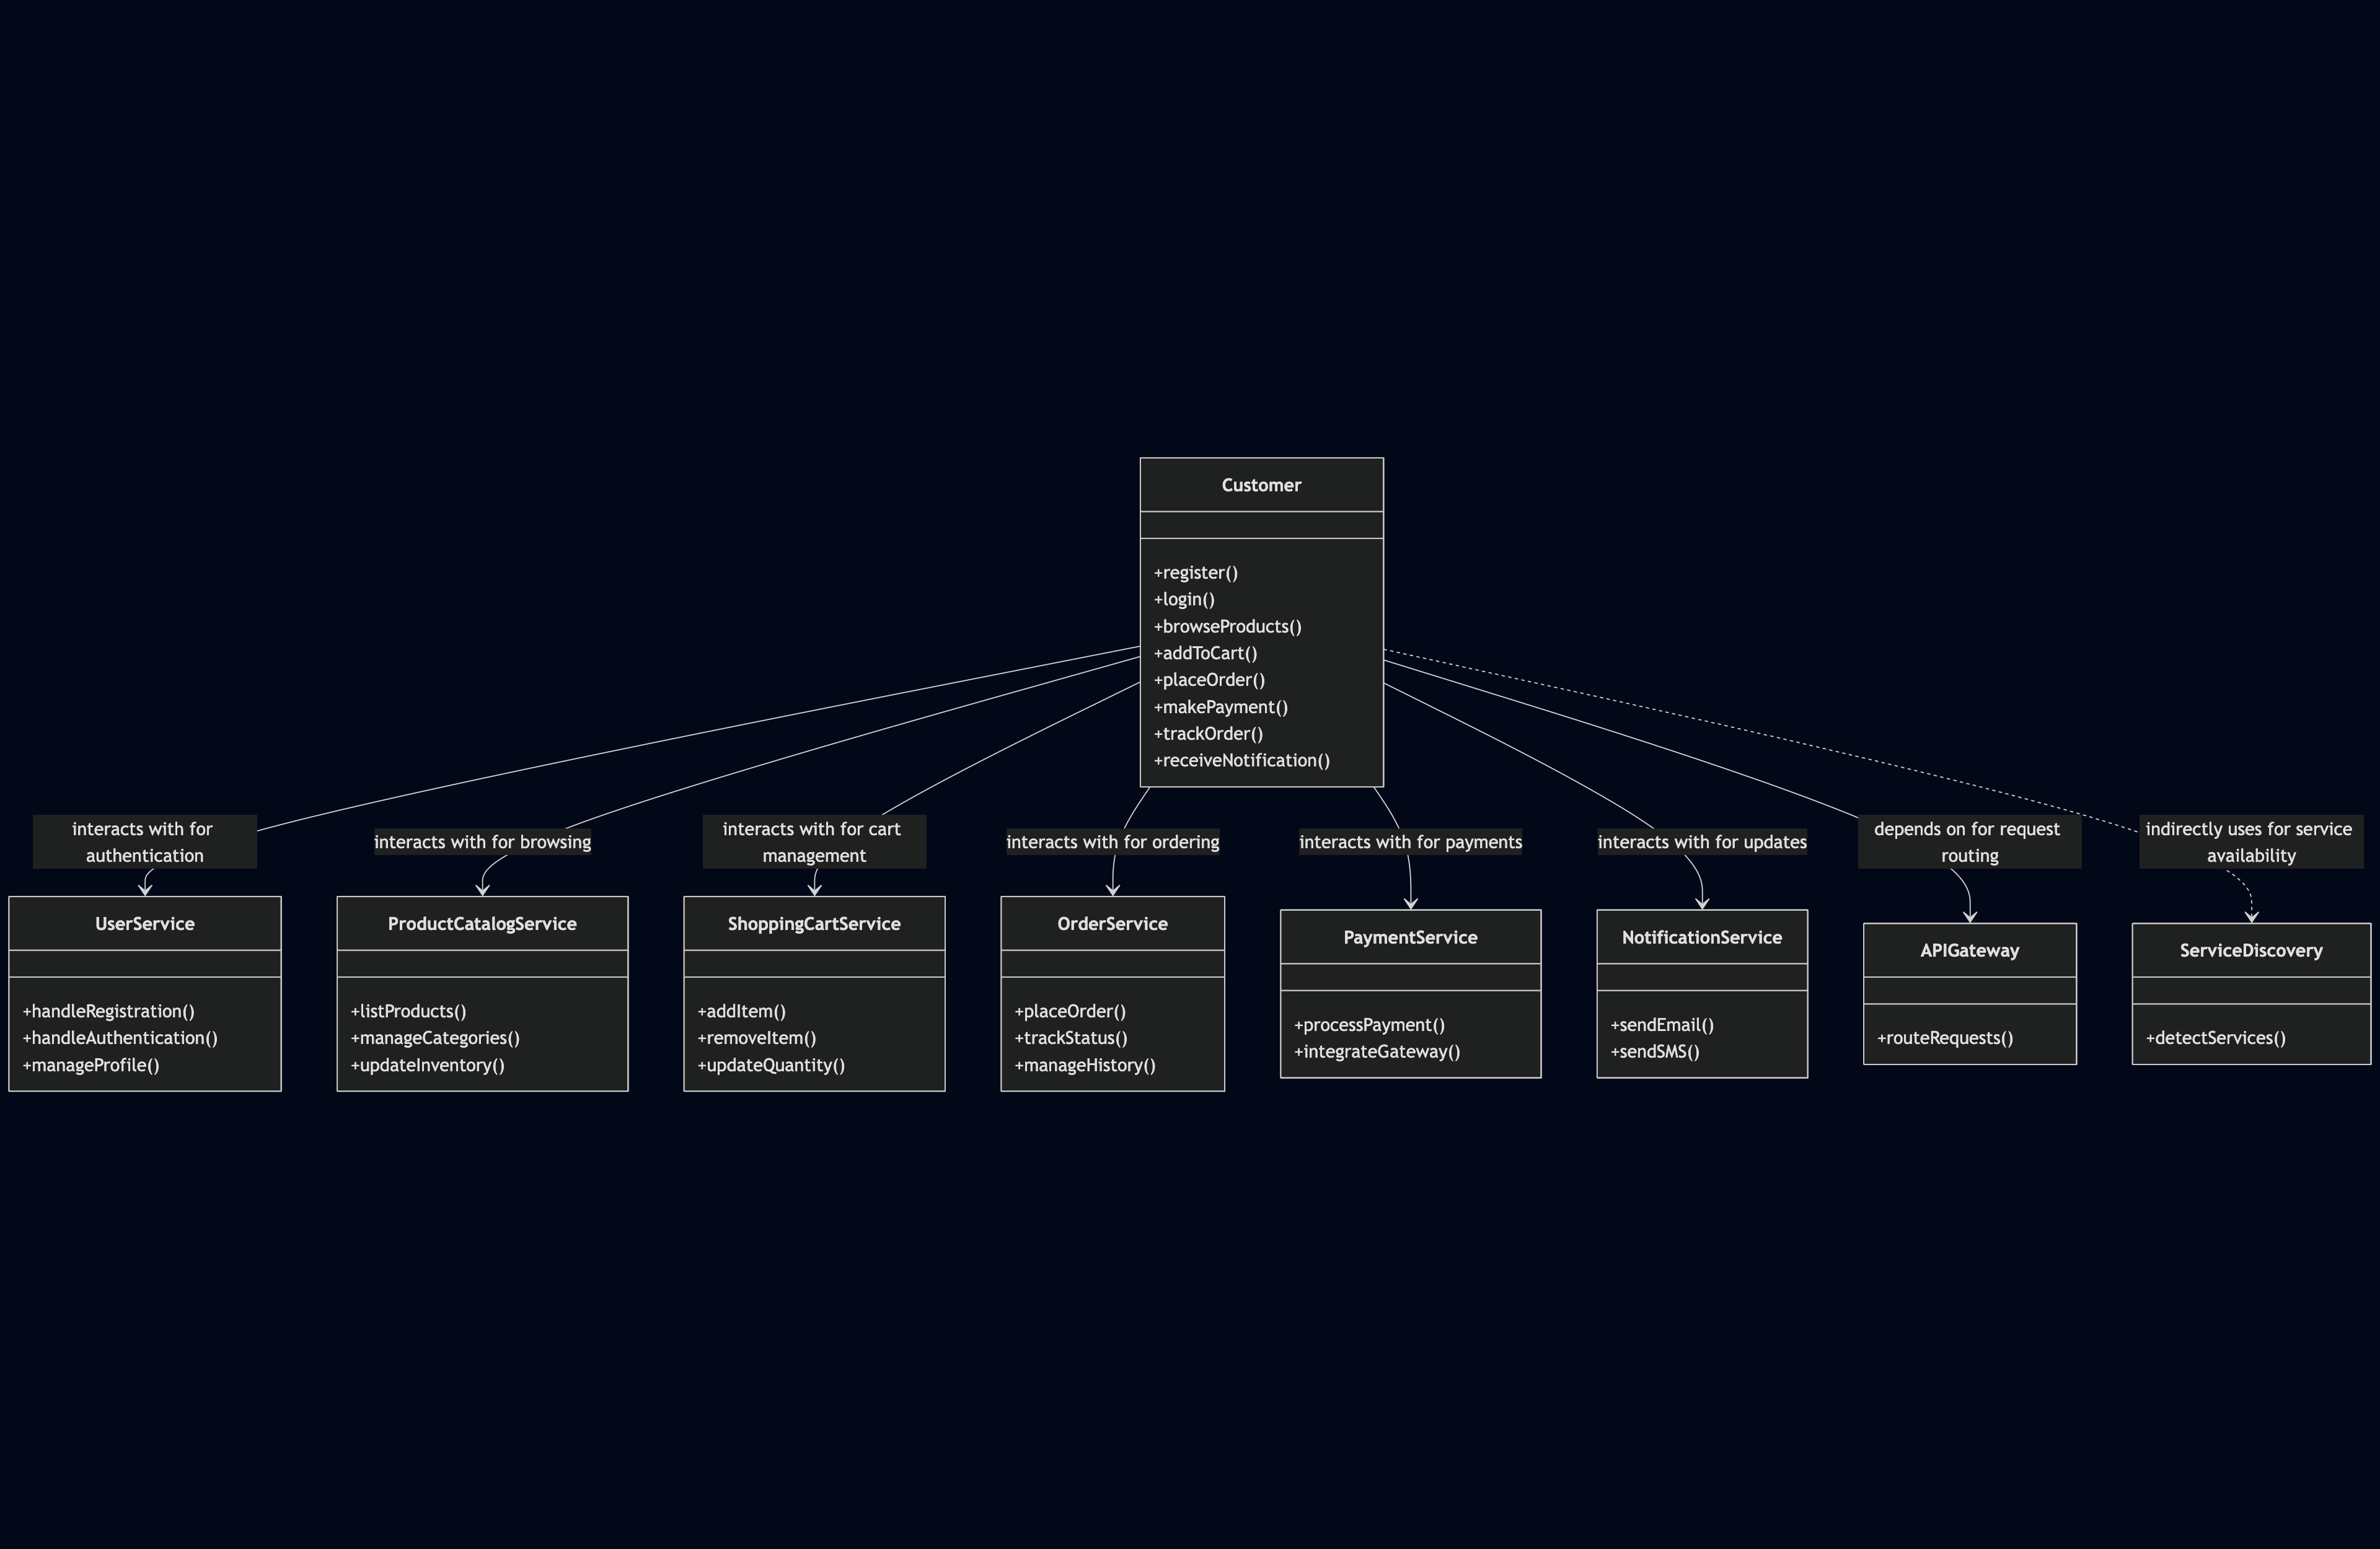 Customer
+register()
+login()
+browseProducts()
+addToCart()
+placeOrder()
+makePayment()
+trackOrder()
+receiveNotification()
interacts with for
authentication
interacts with for browsing
interacts with for cart
management
interacts with for ordering
interacts with for payments
interacts with for updates
depends on for request
routing
indirectly uses for service
availability
UserService
+handleRegistration()
+handleAuthentication()
+manageProfile()
ProductCatalogService
+listProducts()
+manageCategories()
+updateInventory()
ShoppingCartService
+addItem()
+removeItem()
+updateQuantity()
OrderService
+placeOrder()
+trackStatus()
+manageHistory()
PaymentService
+processPayment()
+integrateGateway()
NotificationService
+sendEmail()
+sendSMS()
APIGateway
+routeRequests()
ServiceDiscovery
+detectServices()